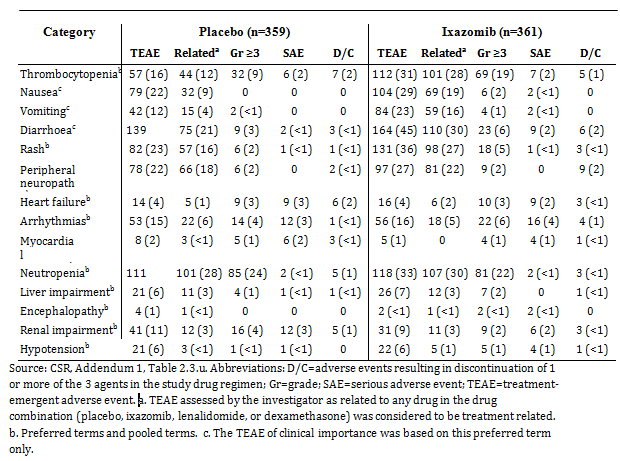 Category Placebo (n=359) Ixazomib (n=361)
TEAE Relatedᵃ Gr ≥3 SAE D/C TEAE Relatedᵃ Gr ≥3 SAE D/C
Thrombocytopeniaᵇ 57 (16) 44 (12) 32 (9) 6 (2) 7 (2) 112 (31) 101 (28) 69 (19) 7 (2) 5 (1)
Nauseaᶜ 79 (22) 32 (9) 0 0 0 104 (29) 69 (19) 6 (2) 2 (<1) 0
Vomitingᶜ 42 (12) 15 (4) 2 (<1) 0 0 84 (23) 59 (16) 4 (1) 2 (<1) 0
Diarrhoeaᶜ 139 75 (21) 9 (3) 2 (<1) 3 (<1) 164 (45) 110 (30) 23 (6) 9 (2) 6 (2)
Rashᵇ 82 (23) 57 (16) 6 (2) 1 (<1) 1 (<1) 131 (36) 98 (27) 18 (5) 1 (<1) 3 (<1)
Peripheral 78 (22) 66 (18) 6 (2) 0 2 (<1) 97 (27) 81 (22) 9 (2) 0 9 (2)
neuropath
Heart failureᵇ 14 (4) 5 (1) 9 (3) 9 (3) 6 (2) 16 (4) 6 (2) 10 (3) 9 (2) 3 (<1)
Arrhythmiasᵇ 53 (15) 22 (6) 14 (4) 12 (3) 1 (<1) 56 (16) 18 (5) 22 (6) 16 (4) 4 (1)
Myocardia 8 (2) 3 (<1) 5 (1) 6 (2) 3 (<1) 5 (1) 0 4 (1) 4 (1) 1 (<1)
l
Neutropeniaᵇ 111 101 (28) 85 (24) 2 (<1) 5 (1) 118 (33) 107 (30) 81 (22) 2 (<1) 3 (<1)
Liver impairmentᵇ 21 (6) 11 (3) 4 (1) 1 (<1) 1 (<1) 26 (7) 12 (3) 7 (2) 0 1 (<1)
Encephalopathyᵇ 4 (1) 1 (<1) 0 0 0 2 (<1) 1 (<1) 2 (<1) 2 (<1) 0
Renal impairmentᵇ 41 (11) 12 (3) 16 (4) 12 (3) 5 (1) 31 (9) 11 (3) 9 (2) 6 (2) 3 (<1)
Hypotensionᵇ 21 (6) 3 (<1) 1 (<1) 1 (<1) 0 22 (6) 5 (1) 5 (1) 4 (1) 1 (<1)
Source: CSR, Addendum 1, Table 2.3.u. Abbreviations: D/C=adverse events resulting in discontinuation of 1
or more of the 3 agents in the study drug regimen; Gr=grade; SAE=serious adverse event; TEAE=treatment-
emergent adverse event. a. TEAE assessed by the investigator as related to any drug in the drug
combination (placebo, ixazomib, lenalidomide, or dexamethasone) was considered to be treatment related.
b. Preferred terms and pooled terms. c. The TEAE of clinical importance was based on this preferred term
only.